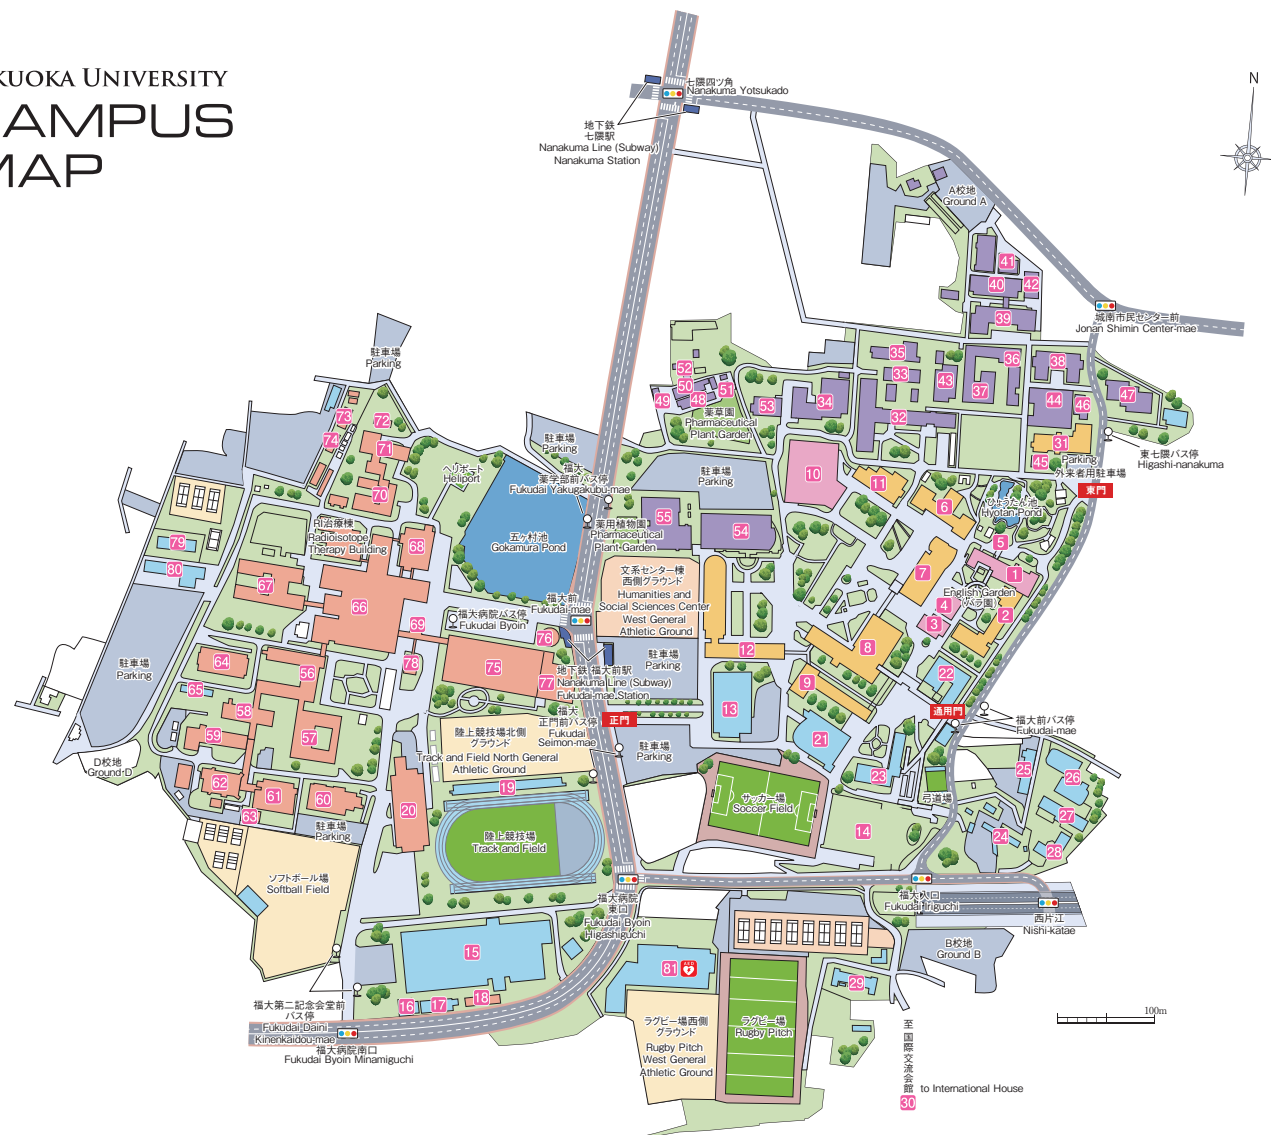 KUOKA UNIVERSITY
AMPUS
MAP
N
七隈四ツ角
Nanakuma Yotsukado
地下鉄
七隈駅
Nanakuma Line (Subway)
Nanakuma Station
A校地
Ground A
41
40
42
39
城南市民センター前
Jonan Shimin Center-mae
駐車場
Parking
52
50
51
49
48
薬草園
Pharmaceutical
Plant Garden
53
34
35
33
43
36
37
38
32
44
46
47
31
45
Parking
外来者用駐車場
東七隈バス停
Higashi-nanakuma
東門
73
72
74
71
70
ヘリポート
Heliport
駐車場
Parking
福大
薬学部前バス停
Fukudai Yakugakubu-mae
駐車場
Parking
10
11
6
ひょうたん池
Hyotan Pond
5
79
80
RI治療棟
Radioisotope
Therapy Building
68
67
66
69
五ヶ村池
Gokamura Pond
薬用植物園
Pharmaceutical
Plant Garden
55
54
文系センター棟
西側グラウンド
Humanities and
Social Sciences Center
West General
Athletic Ground
7
1
English Garden
(バラ園)
4
3
2
福大前
Fukudai-mae
福大病院バス停
Fukudai Byoin
76
75
77
78
地下鉄 福大前駅
Nanakuma Line (Subway)
Fukudai-mae Station
駐車場
Parking
12
8
9
22
13
21
駐車場
Parking
64
65
56
58
59
57
62
61
60
63
D校地
Ground D
駐車場
Parking
福大
正門前バス停
Fukudai
Seimon-mae
正門
駐車場
Parking
通用門
福大前バス停
Fukudai-mae
陸上競技場北側
グラウンド
Track and Field North General
Athletic Ground
19
20
陸上競技場
Track and Field
サッカー場
Soccer Field
23
弓道場
14
25
26
27
24
28
ソフトボール場
Softball Field
福大病院
東口
Fukudai Byoin
Higashiguchi
福大入口
Fukudai Iriguchi
西片江
Nishi-katae
B校地
Ground B
15
16
17
18
81
AED
29
福大第二記念会堂前
バス停
Fukudai Daini
Kinenkaidou-mae
福大病院南口
Fukudai Byoin Minamiguchi
ラグビー場西側
グラウンド
Rugby Pitch
West General
Athletic Ground
ラグビー場
Rugby Pitch
至国際交流会館
to International House
30
100m